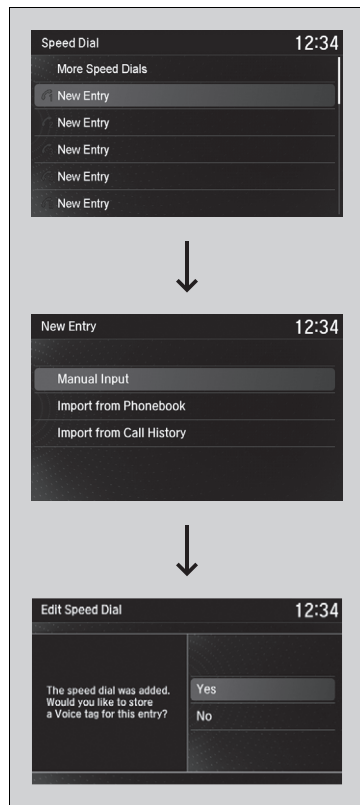 Speed Dial 12:34
More Speed Dials
New Entry
New Entry
New Entry
New Entry
New Entry
New Entry 12:34
Manual Input
Import from Phonebook
Import from Call History
Edit Speed Dial 12:34
The speed dial was added.
Would you like to store
a Voice tag for this entry?
Yes
No